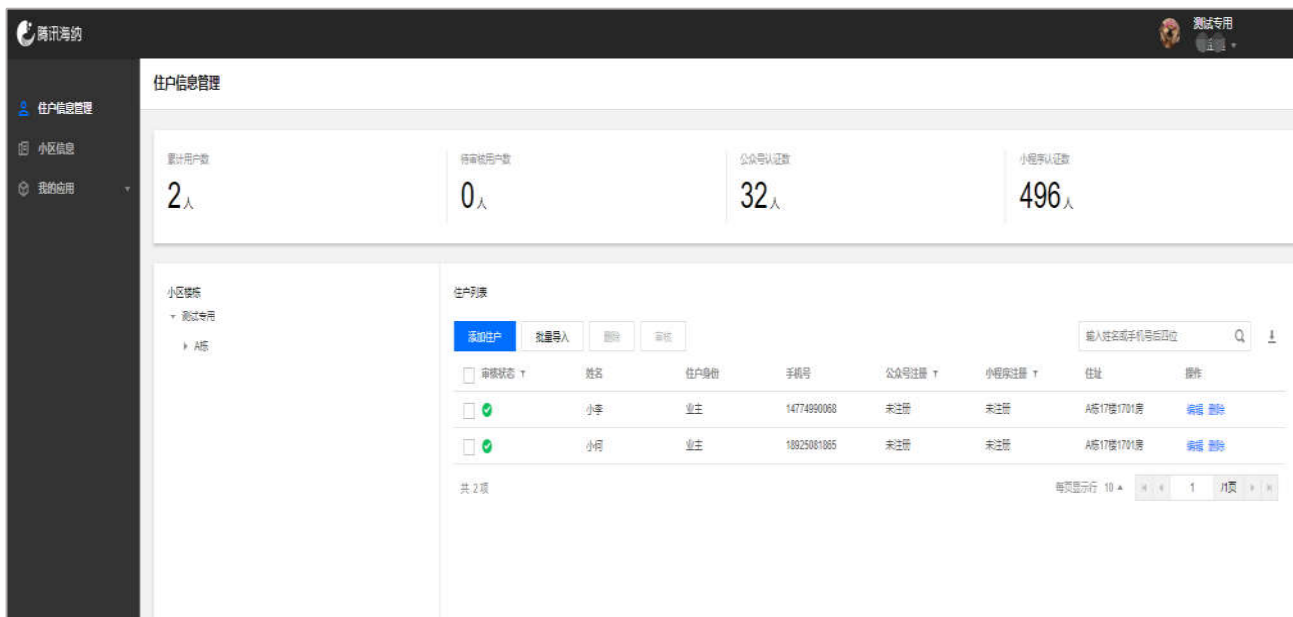 腾讯海纳
测试专用
住户信息管理
住户信息管理
小区信息
我的应用
累计用户数
待审核用户数
公众号认证数
小程序认证数
2人
0人
32人
496人
小区楼栋
测试专用
A栋
住户列表
添加住户 批量导入 删除 审核
输入姓名或手机号后四位
审核状态 姓名 住户身份 手机号 公众号注册 小程序注册 住址 操作
小李 业主 14774990068 未注册 未注册 A栋17楼1701房 编辑 删除
小何 业主 18925081865 未注册 未注册 A栋17楼1701房 编辑 删除
共 2 项
每页显示行 10 1 /1页